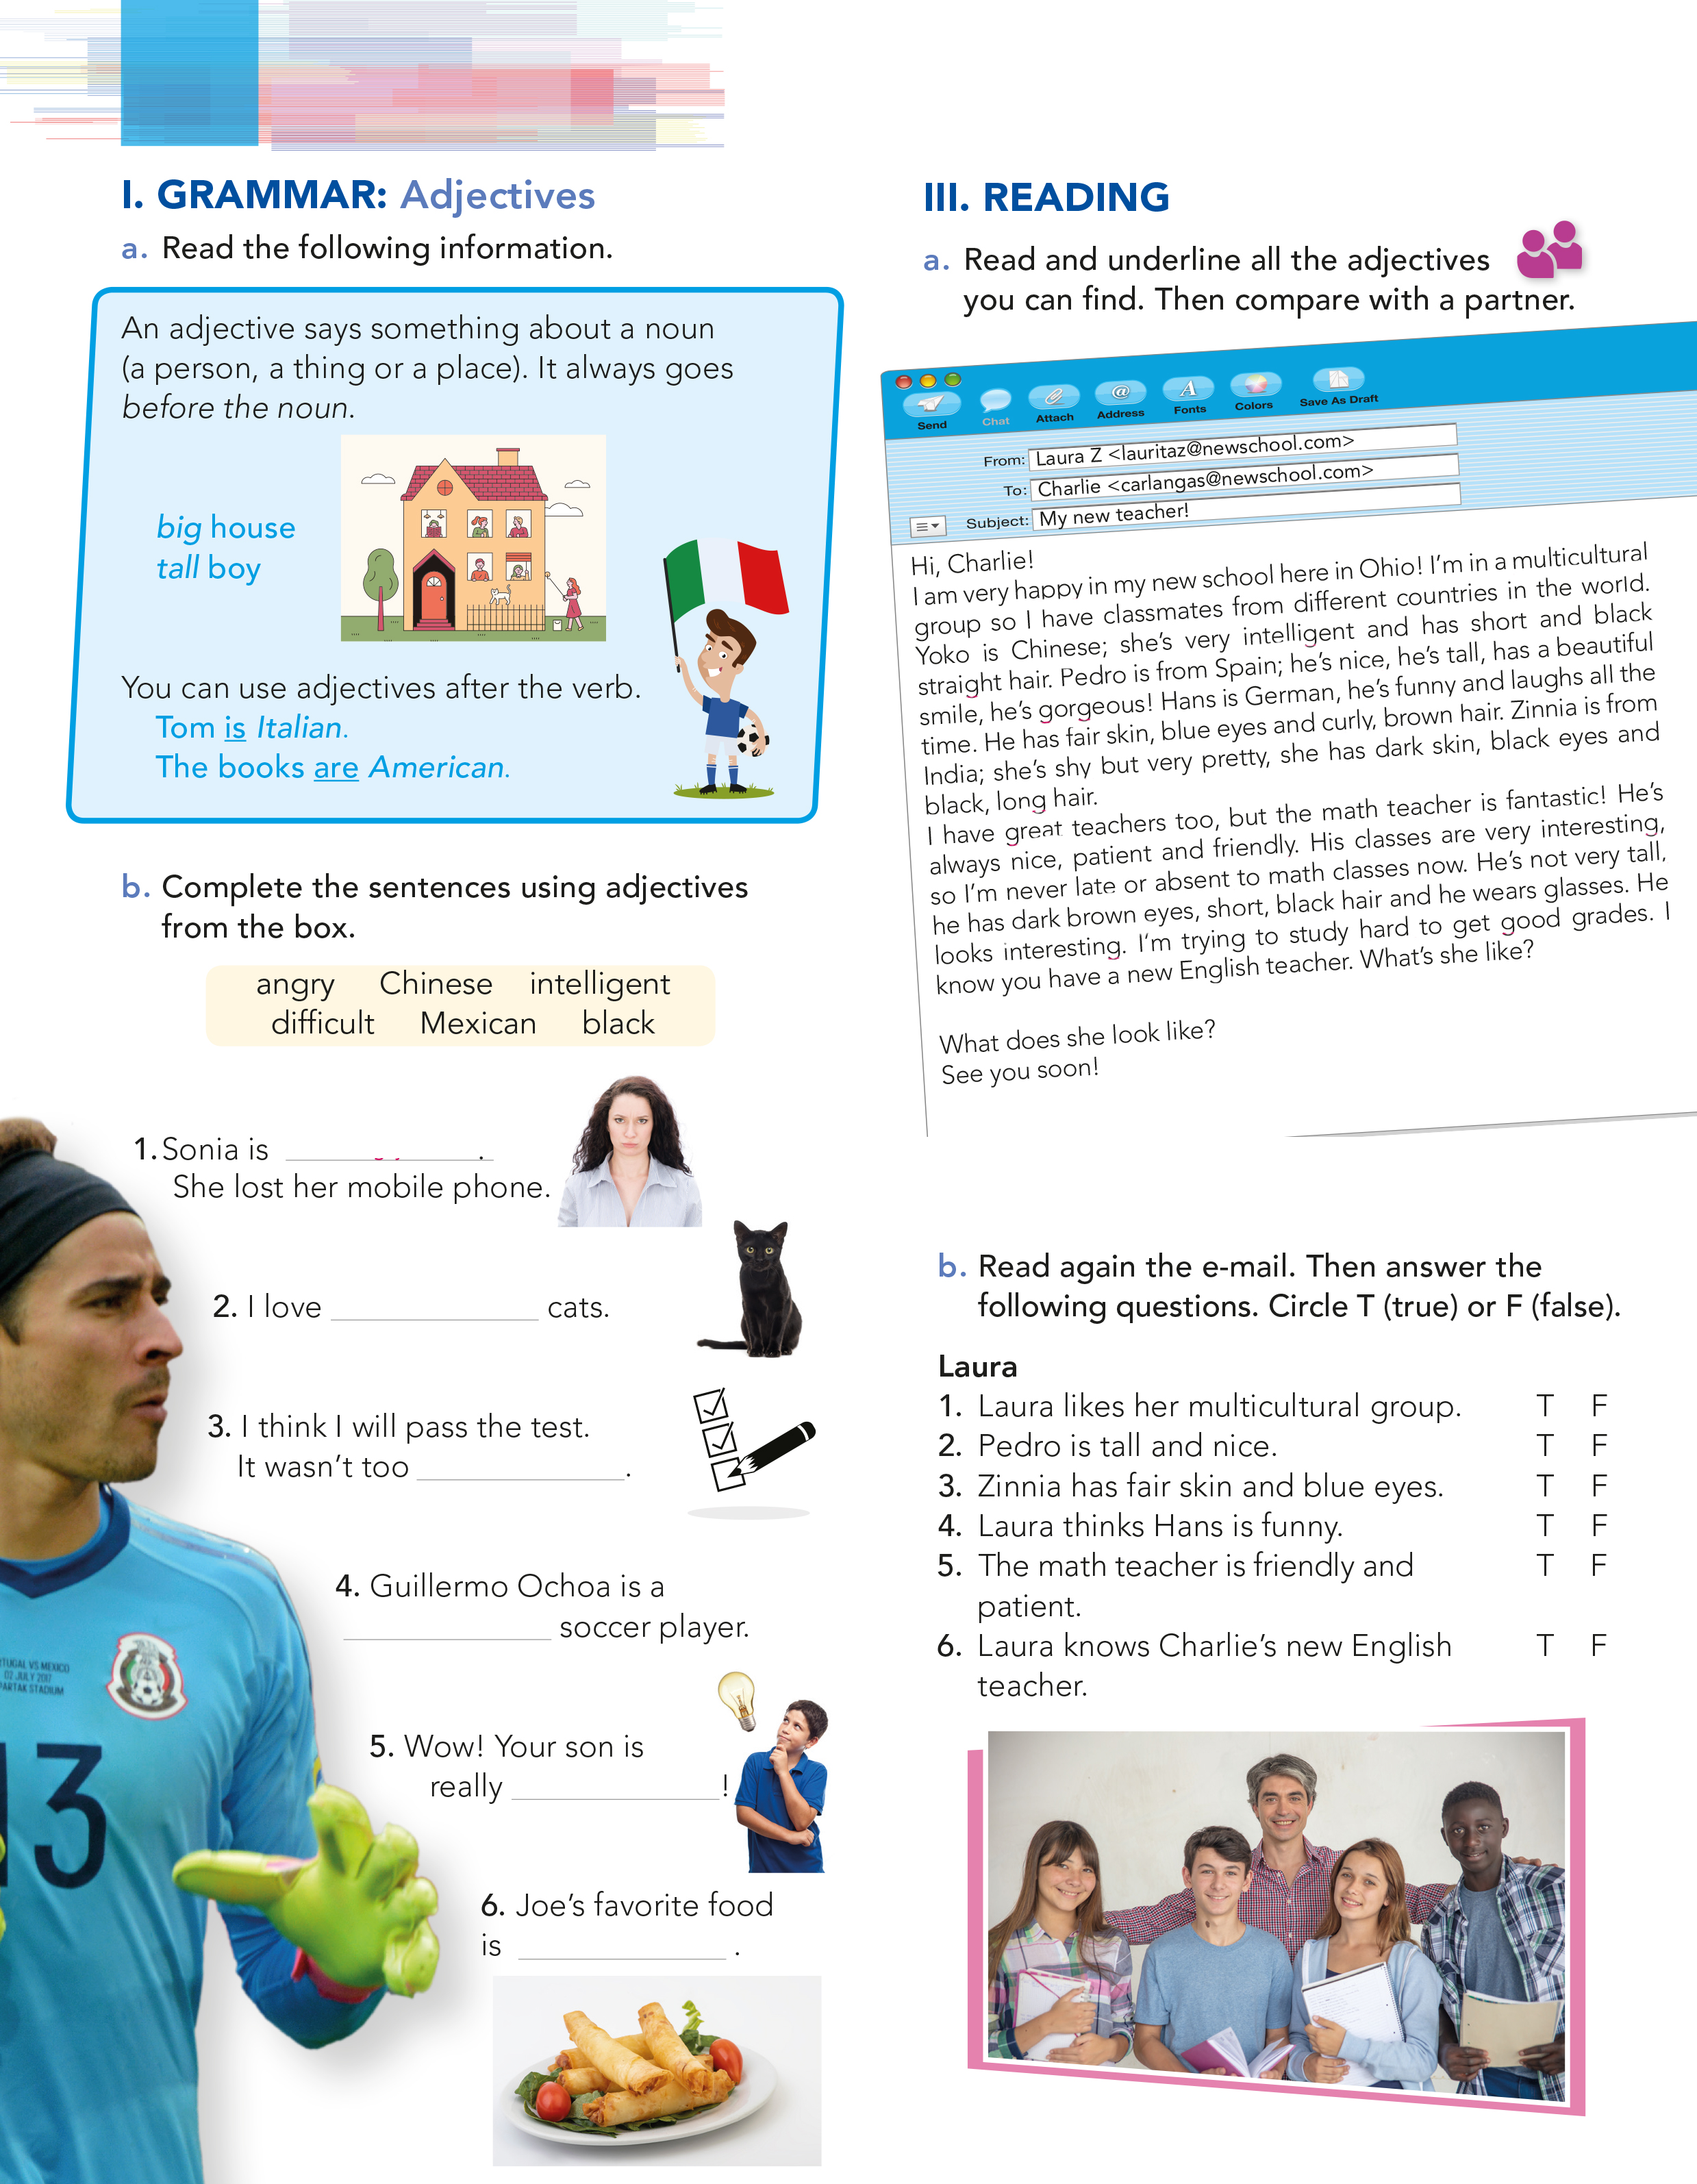 I. GRAMMAR: Adjectives
a. Read the following information.
An adjective says something about a noun
(a person, a thing or a place). It always goes
before the noun.
big house
tall boy
You can use adjectives after the verb.
Tom is Italian.
The books are American.
b. Complete the sentences using adjectives
from the box.
angry Chinese intelligent
difficult Mexican black
1. Sonia is ____________.
She lost her mobile phone.
2. I love ____________ cats.
3. I think I will pass the test.
It wasn't too ____________.
4. Guillermo Ochoa is a
____________ soccer player.
5. Wow! Your son is
really ____________!
6. Joe's favorite food
is ____________ .
VS MEXICO
02 JULY 2017
STADIUM
13
III. READING
a. Read and underline all the adjectives
you can find. Then compare with a partner.
Send Chat Attach Address Fonts Colors Save As Draft
From: Laura Z <lauritaz@newschool.com>
To: Charlie <carlangas@newschool.com>
Subject: My new teacher!
Hi, Charlie!
I am very happy in my new school here in Ohio! I'm in a multicultural
group so I have classmates from different countries in the world.
Yoko is Chinese; she's very intelligent and has short and black
straight hair. Pedro is from Spain; he's nice, he's tall, has a beautiful
smile, he's gorgeous! Hans is German, he's funny and laughs all the
time. He has fair skin, blue eyes and curly, brown hair. Zinnia is from
India; she's shy but very pretty, she has dark skin, black eyes and
black, long hair.
I have great teachers too, but the math teacher is fantastic! He's
always nice, patient and friendly. His classes are very interesting,
so I'm never late or absent to math classes now. He's not very tall,
he has dark brown eyes, short, black hair and he wears glasses. He
looks interesting. I'm trying to study hard to get good grades. I
know you have a new English teacher. What's she like?
What does she look like?
See you soon!
b. Read again the e-mail. Then answer the
following questions. Circle T (true) or F (false).
Laura
1. Laura likes her multicultural group. T F
2. Pedro is tall and nice. T F
3. Zinnia has fair skin and blue eyes. T F
4. Laura thinks Hans is funny. T F
5. The math teacher is friendly and T F
patient.
6. Laura knows Charlie's new English T F
teacher.